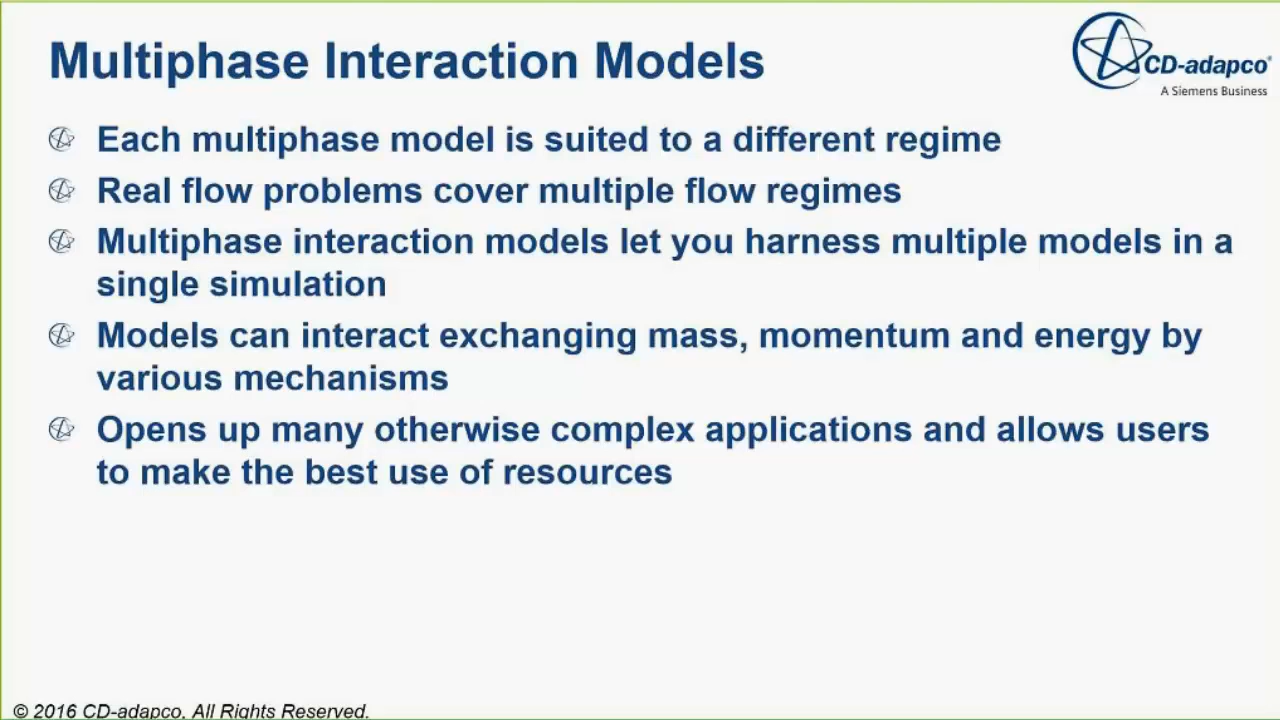 Multiphase Interaction Models
CD-adapco®
A Siemens Business
Each multiphase model is suited to a different regime
Real flow problems cover multiple flow regimes
Multiphase interaction models let you harness multiple models in a
single simulation
Models can interact exchanging mass, momentum and energy by
various mechanisms
Opens up many otherwise complex applications and allows users
to make the best use of resources
© 2016 CD-adapco, All Rights Reserved.